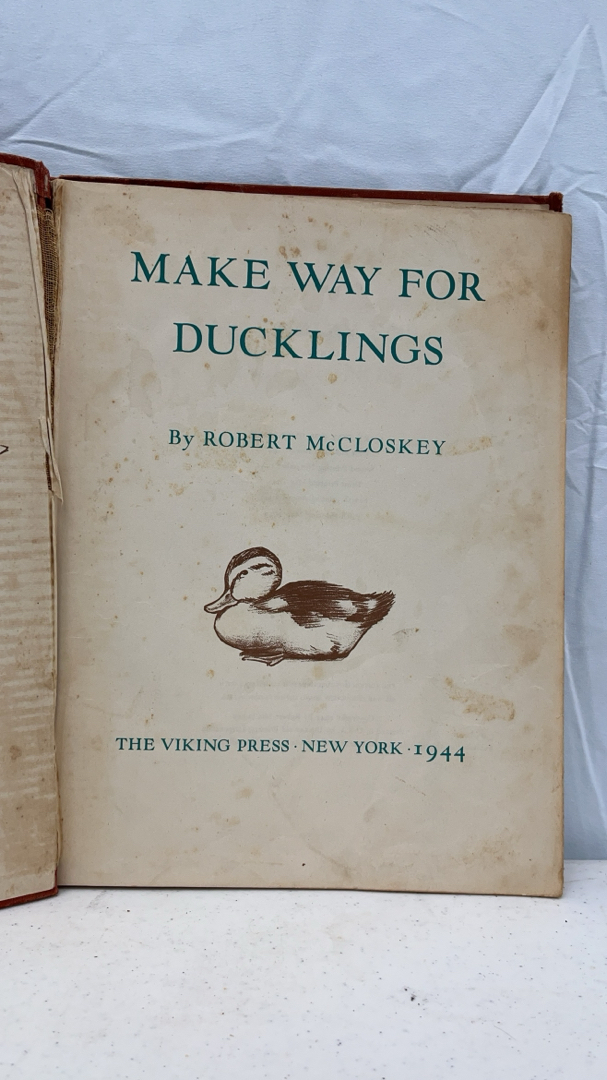 MAKE WAY FOR
DUCKLINGS
By ROBERT McCLOSKEY
THE VIKING PRESS · NEW YORK · 1944